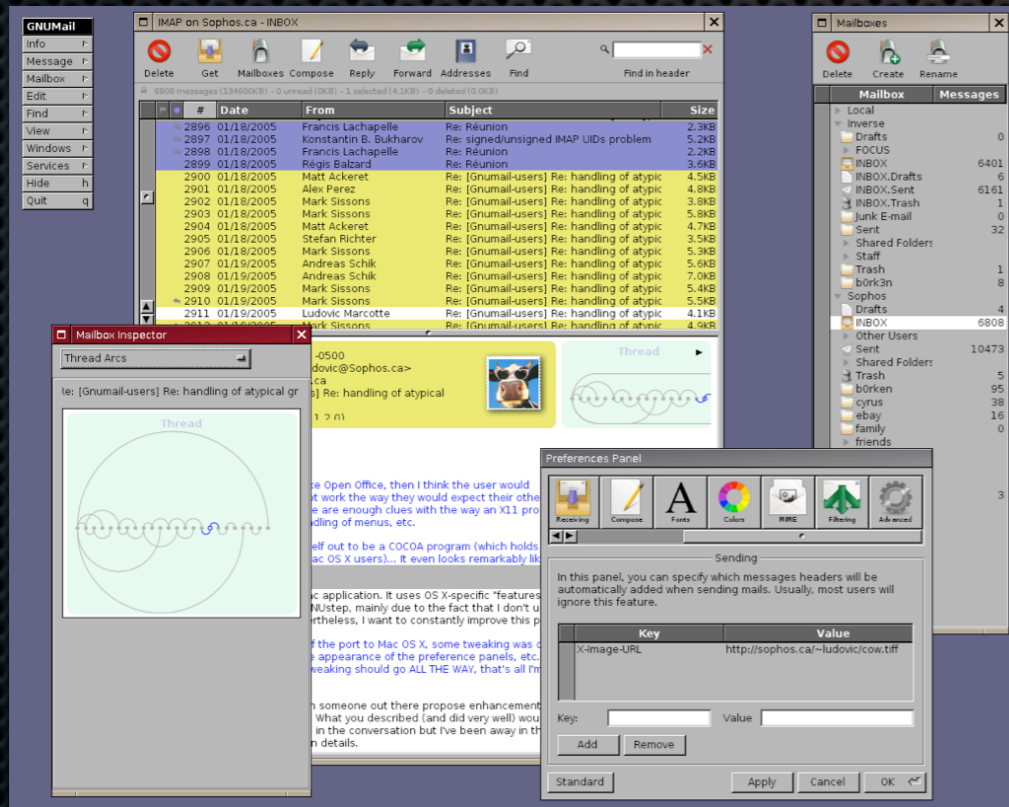 GNUMail
Info
Message
Mailbox
Edit
Find
View
Windows
Services
Hide h
Quit q
IMAP on Sophos.ca - INBOX
Delete Get Mailboxes Compose Reply Forward Addresses Find Find in header
6808 messages (134600KB) - 0 unread (0KB) - 1 selected (4.1KB) - 0 deleted (0.0KB)
# Date From Subject Size
2896 01/18/2005 Francis Lachapelle Re: Réunion 2.3KB
2897 01/18/2005 Konstantin B. Bukharov Re: signed/unsigned IMAP UIDs problem 5.2KB
2898 01/18/2005 Francis Lachapelle Re: Réunion 2.2KB
2899 01/18/2005 Régis Balzard Re: Réunion 3.6KB
2900 01/18/2005 Matt Ackeret Re: [Gnumail-users] Re: handling of atypic 4.5KB
2901 01/18/2005 Alex Perez Re: [Gnumail-users] Re: handling of atypic 4.8KB
2902 01/18/2005 Mark Sissons Re: [Gnumail-users] Re: handling of atypic 3.8KB
2903 01/18/2005 Mark Sissons Re: [Gnumail-users] Re: handling of atypic 5.8KB
2904 01/18/2005 Matt Ackeret Re: [Gnumail-users] Re: handling of atypic 4.7KB
2905 01/18/2005 Stefan Richter Re: [Gnumail-users] Re: handling of atypic 3.5KB
2906 01/18/2005 Mark Sissons Re: [Gnumail-users] Re: handling of atypic 5.3KB
2907 01/19/2005 Andreas Schik Re: [Gnumail-users] Re: handling of atypic 5.6KB
2908 01/19/2005 Andreas Schik Re: [Gnumail-users] Re: handling of atypic 7.0KB
2909 01/19/2005 Mark Sissons Re: [Gnumail-users] Re: handling of atypic 5.4KB
2910 01/19/2005 Mark Sissons Re: [Gnumail-users] Re: handling of atypic 5.5KB
2911 01/19/2005 Ludovic Marcotte Re: [Gnumail-users] Re: handling of atypic 4.1KB
2912 01/19/2005 Mark Sissons Re: [Gnumail-users] Re: handling of atypic 4.9KB
-0500
dovic@Sophos.ca>
.ca
s] Re: handling of atypical
1.2.0)
Thread
ce Open Office, then I think the user would
ot work the way they would expect their othe
e are enough clues with the way an X11 pro
dling of menus, etc.
elf out to be a COCOA program (which holds
ac OS X users)... It even looks remarkably lik
ac application. It uses OS X-specific "features
NUstep, mainly due to the fact that I don't u
ertheless, I want to constantly improve this p
f the port to Mac OS X, some tweaking was d
e appearance of the preference panels, etc.
weaking should go ALL THE WAY, that's all I'm
n someone out there propose enhancement
What you described (and did very well) wou
in the conversation but I've been away in th
n details.
Mailbox Inspector
Thread Arcs
le: [Gnumail-users] Re: handling of atypical gr
Thread
Mailboxes
Delete Create Rename
Mailbox Messages
Local
Inverse
Drafts 0
FOCUS
INBOX 6401
INBOX.Drafts 6
INBOX.Sent 6161
INBOX.Trash 1
Junk E-mail 0
Sent 32
Shared Folders
Staff
Trash 1
b0rk3n 8
Sophos
Drafts 4
INBOX 6808
Other Users
Sent 10473
Shared Folders
Trash 5
b0rken 95
cyrus 38
ebay 16
family 0
friends
3
Preferences Panel
Receiving Compose Fonts Colors MIME Filtering Advanced
Sending
In this panel, you can specify which messages headers will be
automatically added when sending mails. Usually, most users will
ignore this feature.
Key Value
X-Image-URL http://sophos.ca/~ludovic/cow.tiff
Key: Value
Add Remove
Standard Apply Cancel OK